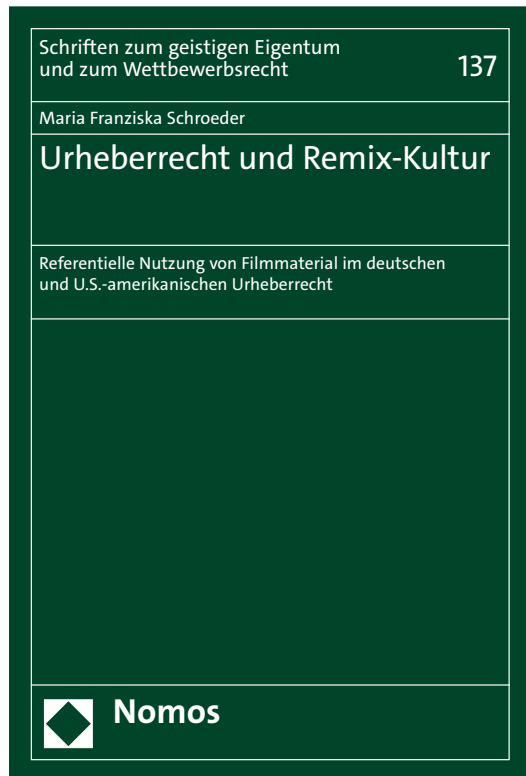 Schriften zum geistigen Eigentum
und zum Wettbewerbsrecht
137
Maria Franziska Schroeder
Urheberrecht und Remix-Kultur
Referentielle Nutzung von Filmmaterial im deutschen
und U.S.-amerikanischen Urheberrecht
Nomos